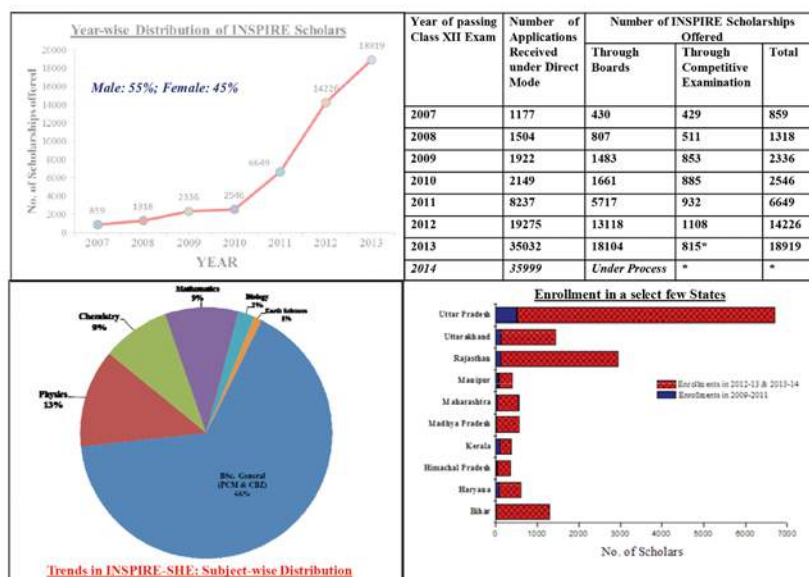 Year-wise Distribution of INSPIRE Scholars
Male: 55%; Female: 45%
No. of Scholarships offered
20000
18000
16000
14000
12000
10000
8000
6000
4000
2000
0
859
1318
2336
2546
6649
14226
18919
2007 2008 2009 2010 2011 2012 2013
YEAR
Year of passing Number of Number of INSPIRE Scholarships
Class XII Exam Applications Offered
Received Through Through Total
under Direct Boards Competitive
Mode Examination
2007 1177 430 429 859
2008 1504 807 511 1318
2009 1922 1483 853 2336
2010 2149 1661 885 2546
2011 8237 5717 932 6649
2012 19275 13118 1108 14226
2013 35032 18104 815* 18919
2014 35999 Under Process * *
Mathematics
9%
Biology
2%
Earth Sciences
1%
Chemistry
9%
Physics
13%
BSc. General
(PCM & CBZ)
66%
Trends in INSPIRE-SHE: Subject-wise Distribution
Enrollment in a select few States
Uttar Pradesh
Uttarakhand
Rajasthan
Manipur
Maharashtra
Madhya Pradesh
Kerala
Himachal Pradesh
Haryana
Bihar
Enrollments in 2012-13 & 2013-14
Enrollments in 2009-2011
0 1000 2000 3000 4000 5000 6000 7000
No. of Scholars